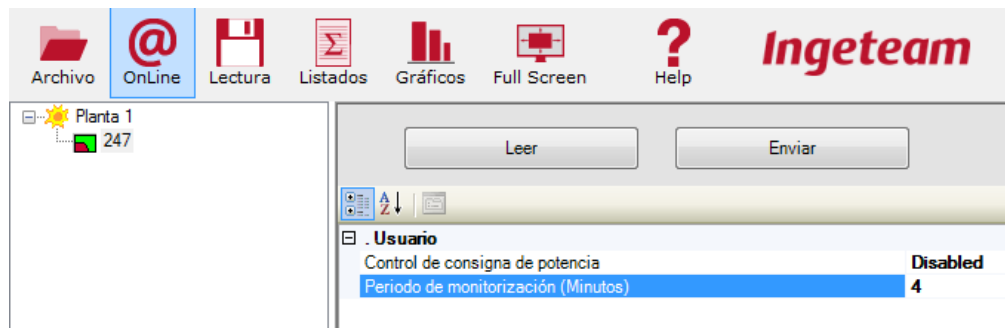 Archivo OnLine Lectura Listados Gráficos Full Screen Help Ingeteam
Planta 1
247
Leer Enviar
. Usuario
Control de consigna de potencia Disabled
Periodo de monitorización (Minutos) 4